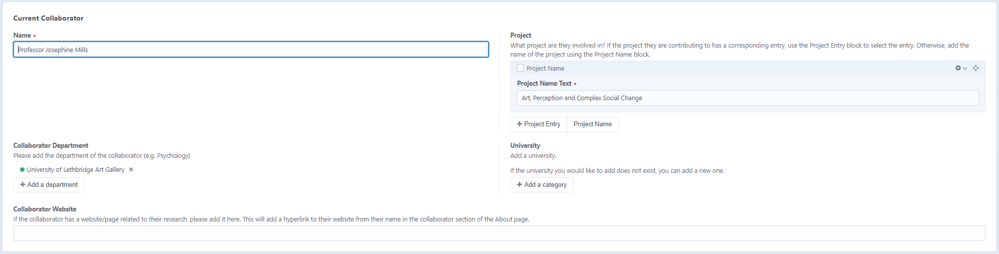 Current Collaborator
Name *
Professor Josephine Mills
Project
What project are they involved in? If the project they are contributing to has a corresponding entry, use the Project Entry block to select the entry. Otherwise, add the
name of the project using the Project Name block.
Project Name
Project Name Text *
Art, Perception and Complex Social Change
+ Project Entry
Project Name
Collaborator Department
Please add the department of the collaborator (e.g. Psychology)
University of Lethbridge Art Gallery
+ Add a department
University
Add a university.
If the university you would like to add does not exist, you can add a new one.
+ Add a category
Collaborator Website
If the collaborator has a website/page related to their research, please add it here. This will add a hyperlink to their website from their name in the collaborator section of the About page.